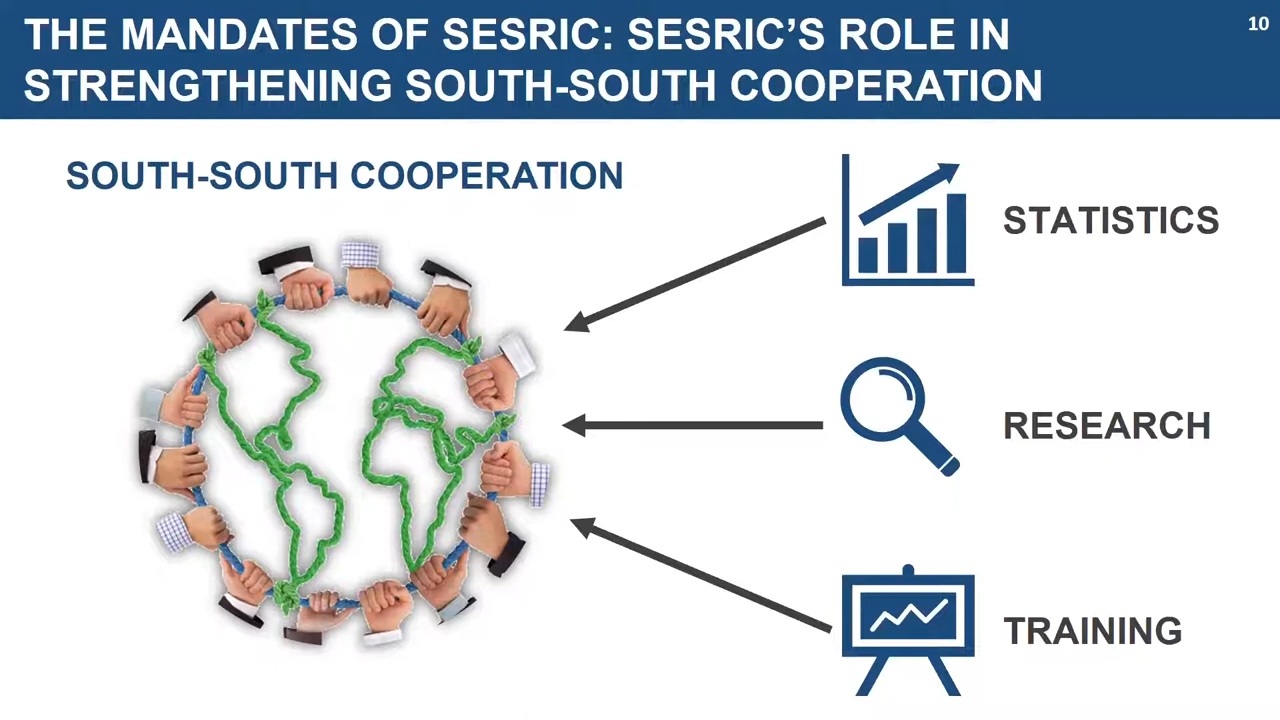 THE MANDATES OF SESRIC: SESRIC’S ROLE IN
STRENGTHENING SOUTH-SOUTH COOPERATION
10
SOUTH-SOUTH COOPERATION
STATISTICS
RESEARCH
TRAINING